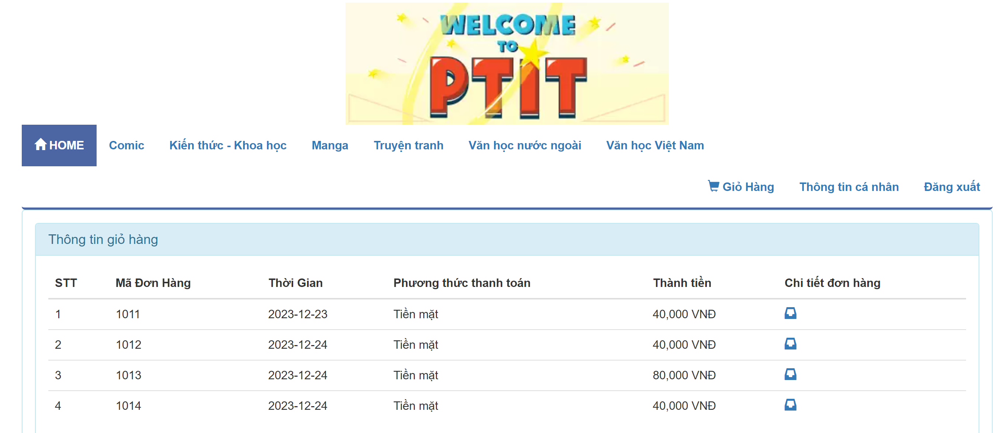 WELCOME
TO
PTIT
HOME Comic Kiến thức - Khoa học Manga Truyện tranh Văn học nước ngoài Văn học Việt Nam
Giỏ Hàng Thông tin cá nhân Đăng xuất
Thông tin giỏ hàng
STT Mã Đơn Hàng Thời Gian Phương thức thanh toán Thành tiền Chi tiết đơn hàng
1 1011 2023-12-23 Tiền mặt 40,000 VNĐ
2 1012 2023-12-24 Tiền mặt 40,000 VNĐ
3 1013 2023-12-24 Tiền mặt 80,000 VNĐ
4 1014 2023-12-24 Tiền mặt 40,000 VNĐ